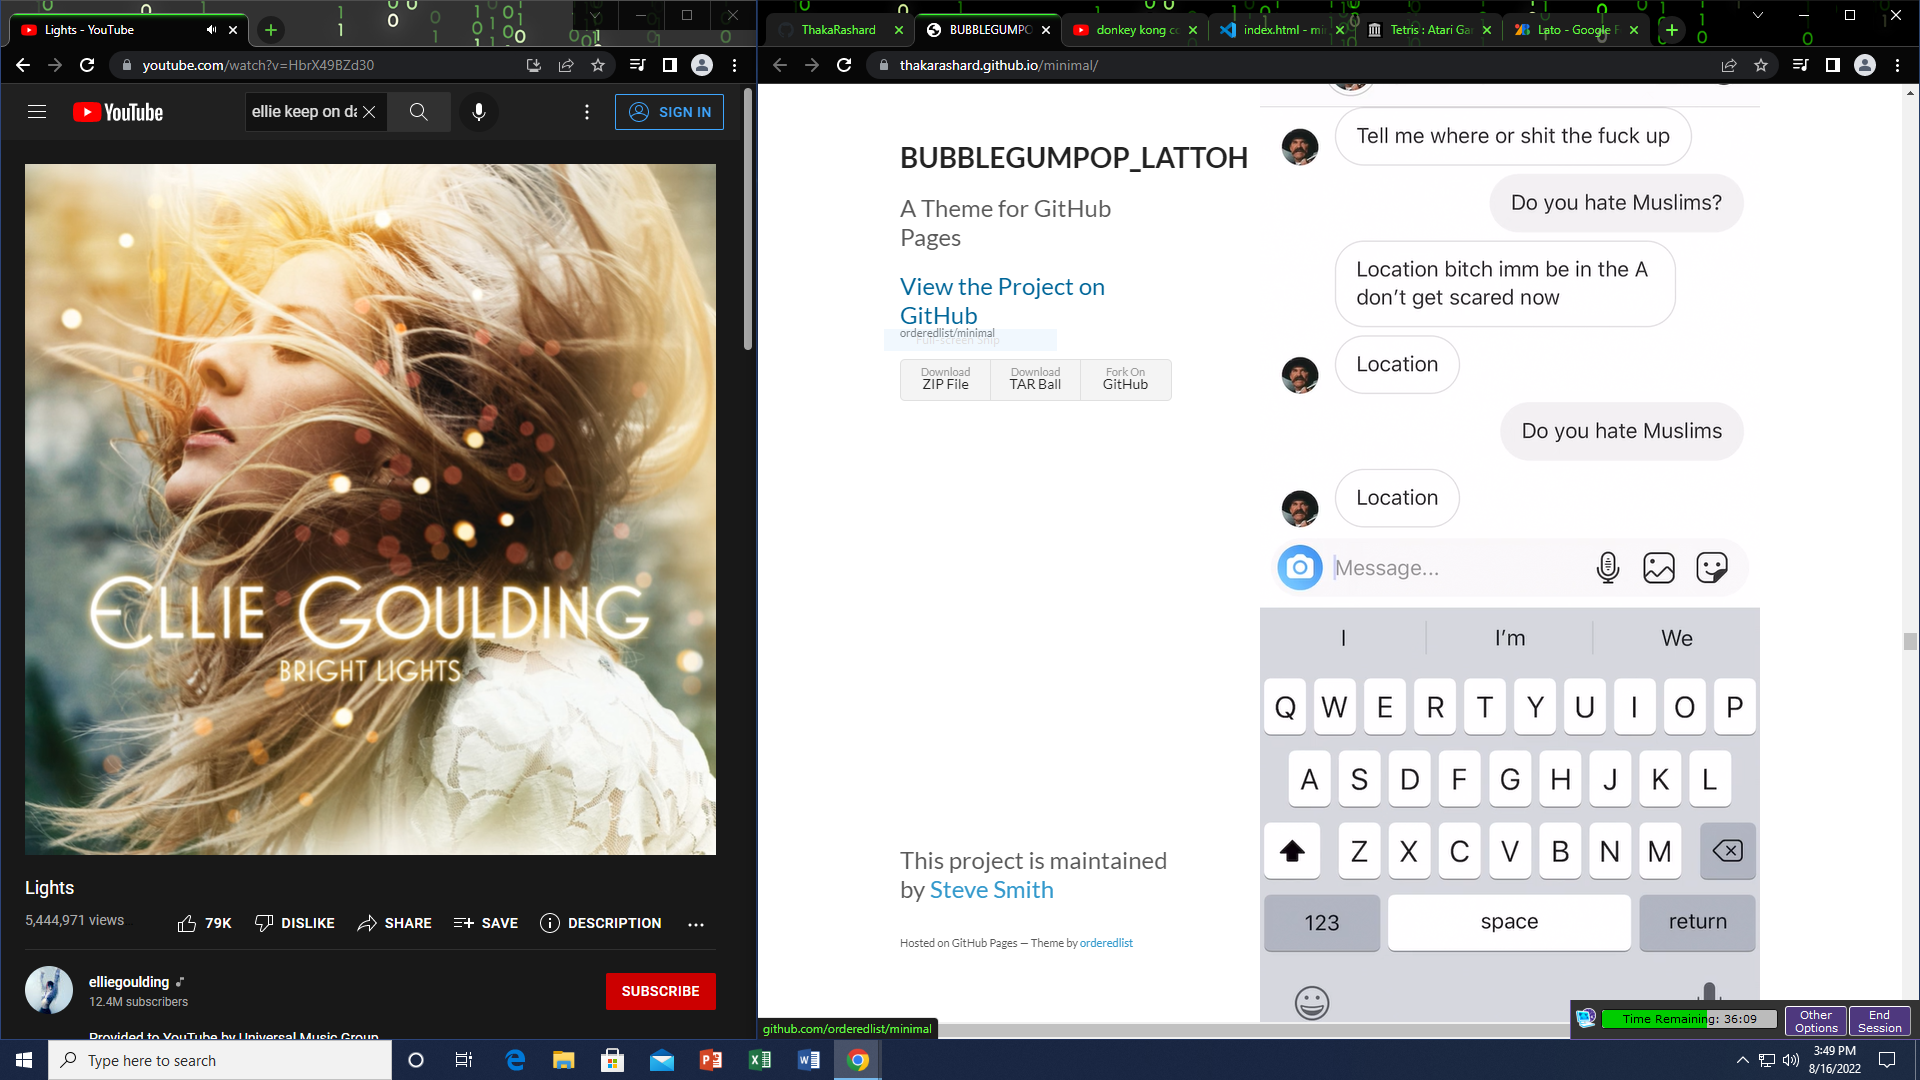 Lights - YouTube
youtube.com/watch?v=HbrX49BZd30
YouTube
ellie keep on da
SIGN IN
ELLIE GOULDING
BRIGHT LIGHTS
Lights
5,444,971 views
79K
DISLIKE
SHARE
SAVE
DESCRIPTION
elliegoulding
12.4M subscribers
SUBSCRIBE
Provided to YouTube by Universal Music Group
ThakaRashard
BUBBLEGUMPO
donkey kong co
index.html - min
Tetris : Atari Gam
Lato - Google F
thakarashard.github.io/minimal/
BUBBLEGUMPOP_LATTOH
A Theme for GitHub
Pages
View the Project on
GitHub
orderedlist/minimal
Full-screen Snip
Download
ZIP File
Download
TAR Ball
Fork On
GitHub
This project is maintained
by Steve Smith
Hosted on GitHub Pages — Theme by orderedlist
Tell me where or shit the fuck up
Do you hate Muslims?
Location bitch imm be in the A
don’t get scared now
Location
Do you hate Muslims
Location
Message...
I
I’m
We
Q W E R T Y U I O P
A S D F G H J K L
Z X C V B N M
123
space
return
github.com/orderedlist/minimal
Time Remaining: 36:09
Other
Options
End
Session
Type here to search
3:49 PM
8/16/2022